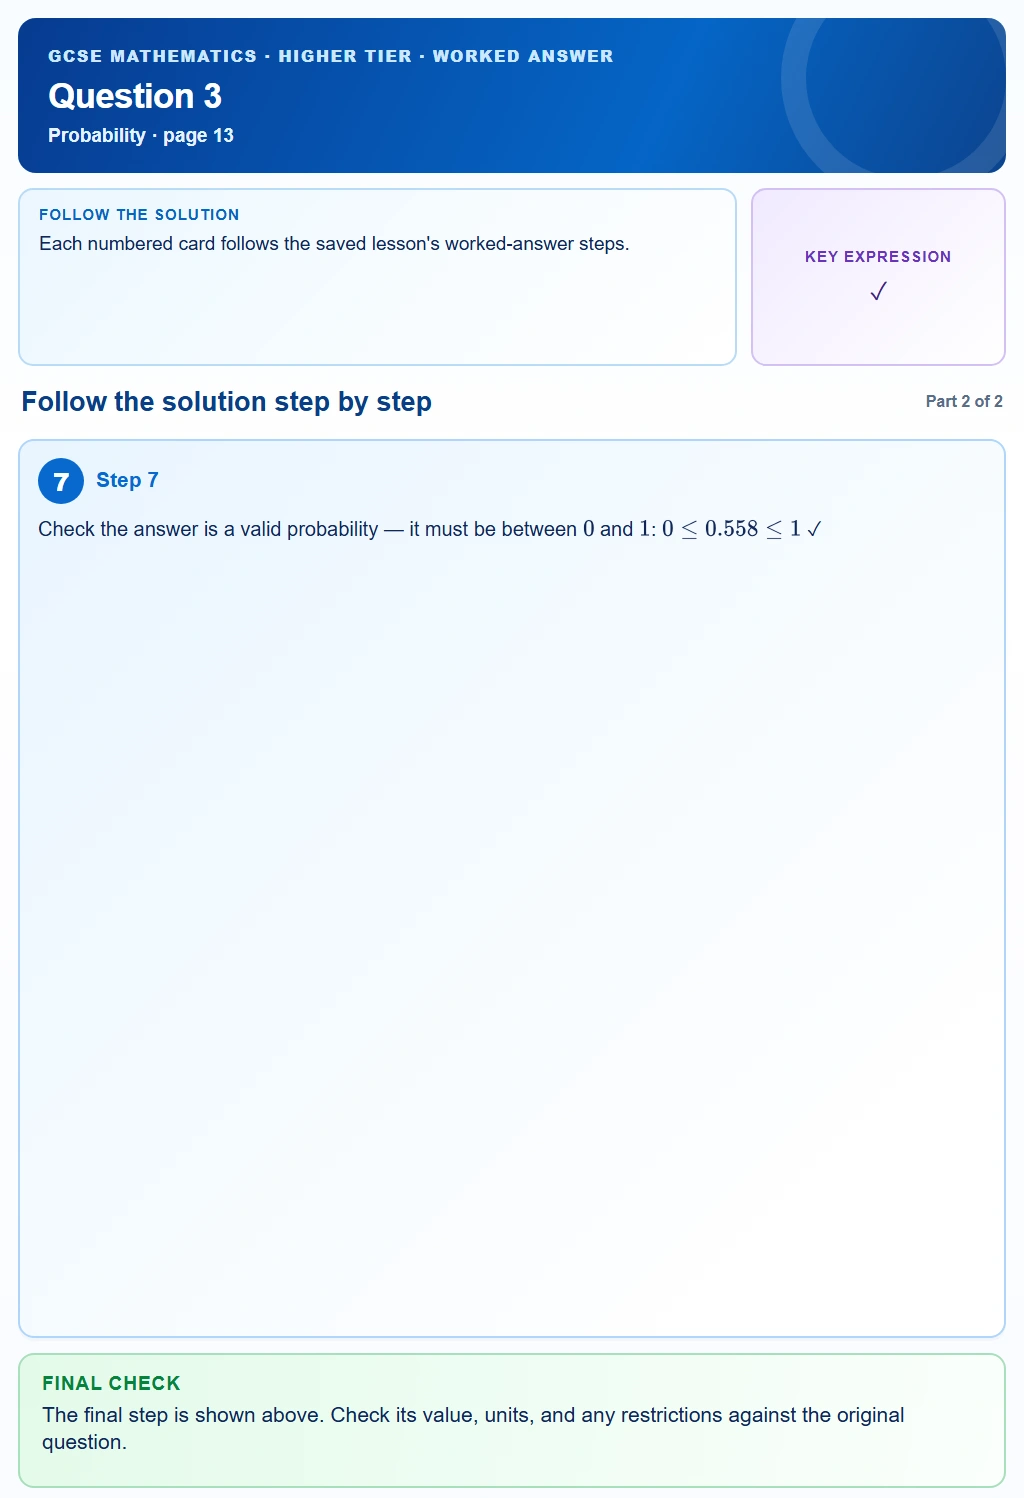 GCSE MATHEMATICS · HIGHER TIER · WORKED ANSWER
Question 3
Probability · page 13
FOLLOW THE SOLUTION
Each numbered card follows the saved lesson's worked-answer steps.
KEY EXPRESSION
✓
Follow the solution step by step
Part 2 of 2
7 Step 7
Check the answer is a valid probability — it must be between 0 and 1: 0 ≤ 0.558 ≤ 1 ✓
FINAL CHECK
The final step is shown above. Check its value, units, and any restrictions against the original
question.